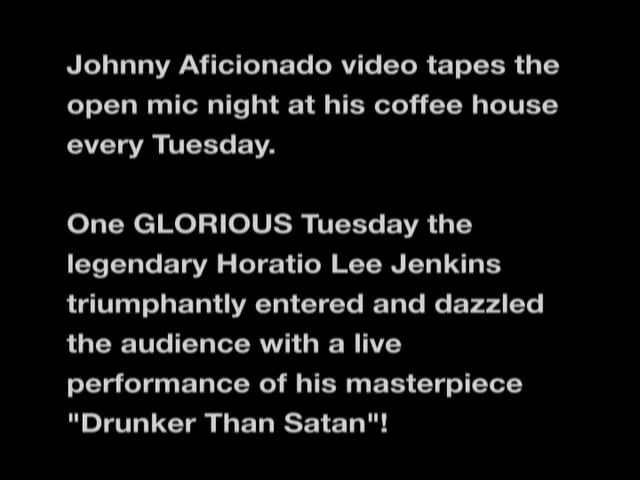 Johnny Aficionado video tapes the
open mic night at his coffee house
every Tuesday.
One GLORIOUS Tuesday the
legendary Horatio Lee Jenkins
triumphantly entered and dazzled
the audience with a live
performance of his masterpiece
"Drunker Than Satan"!